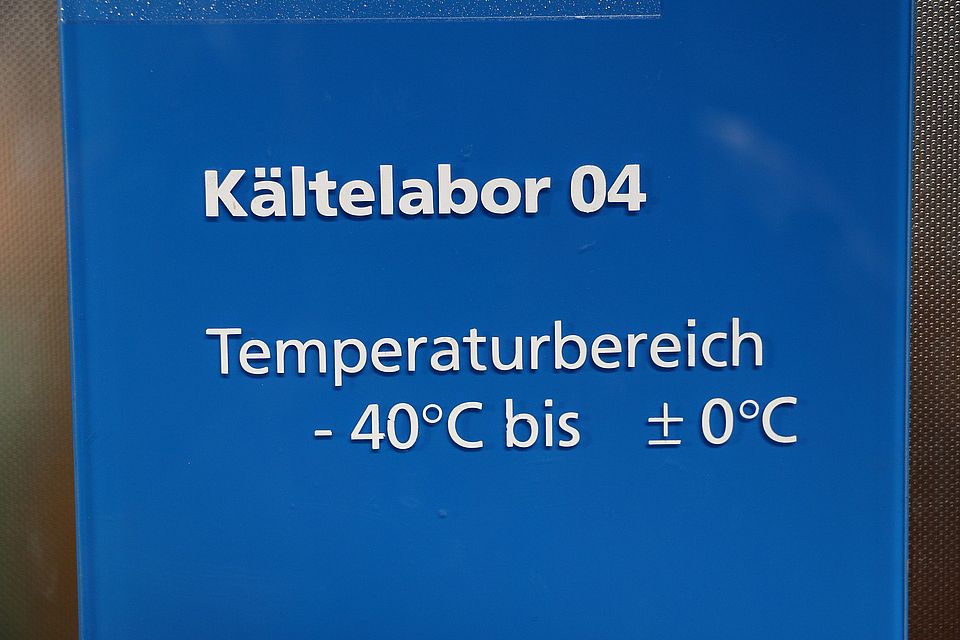 Kältelabor 04
Temperaturbereich
- 40°C bis ± 0°C